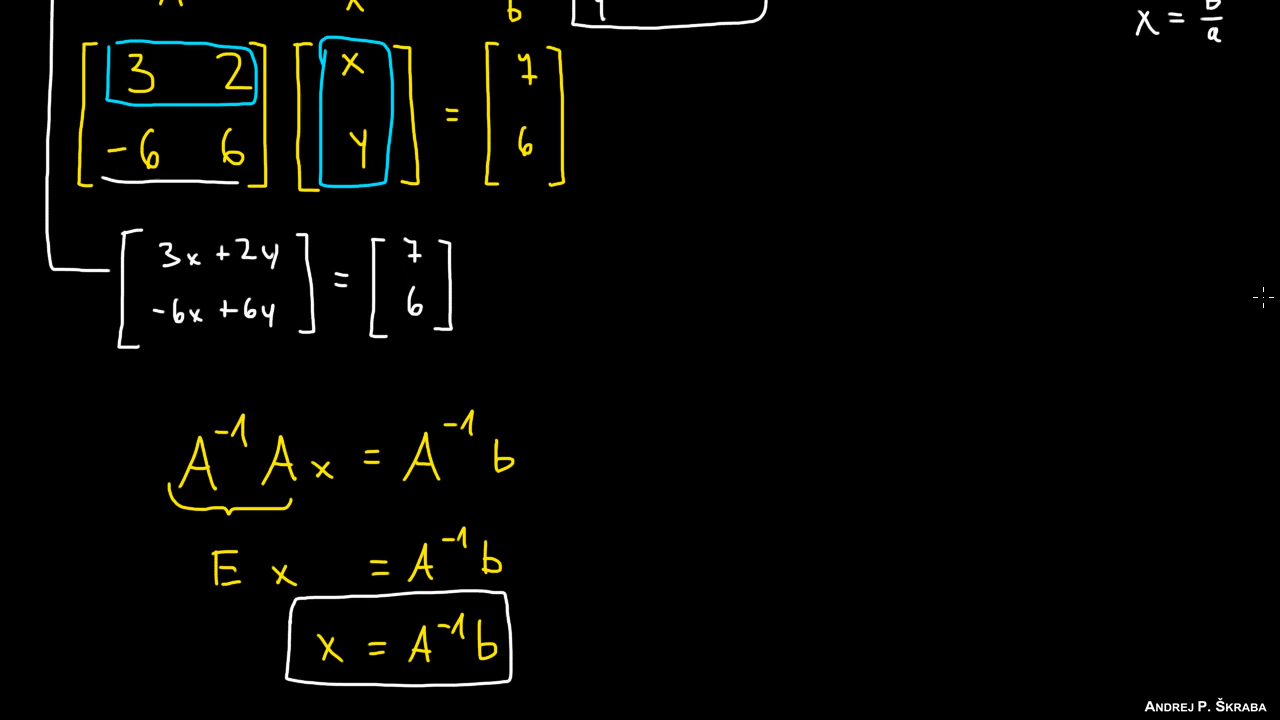 A x b
x = b/a
[3 2; -6 6] [x; y] = [7; 6]
[3x + 2y; -6x + 6y] = [7; 6]
A⁻¹ A x = A⁻¹ b
E x = A⁻¹ b
x = A⁻¹ b
ANDREJ P. ŠKRABA